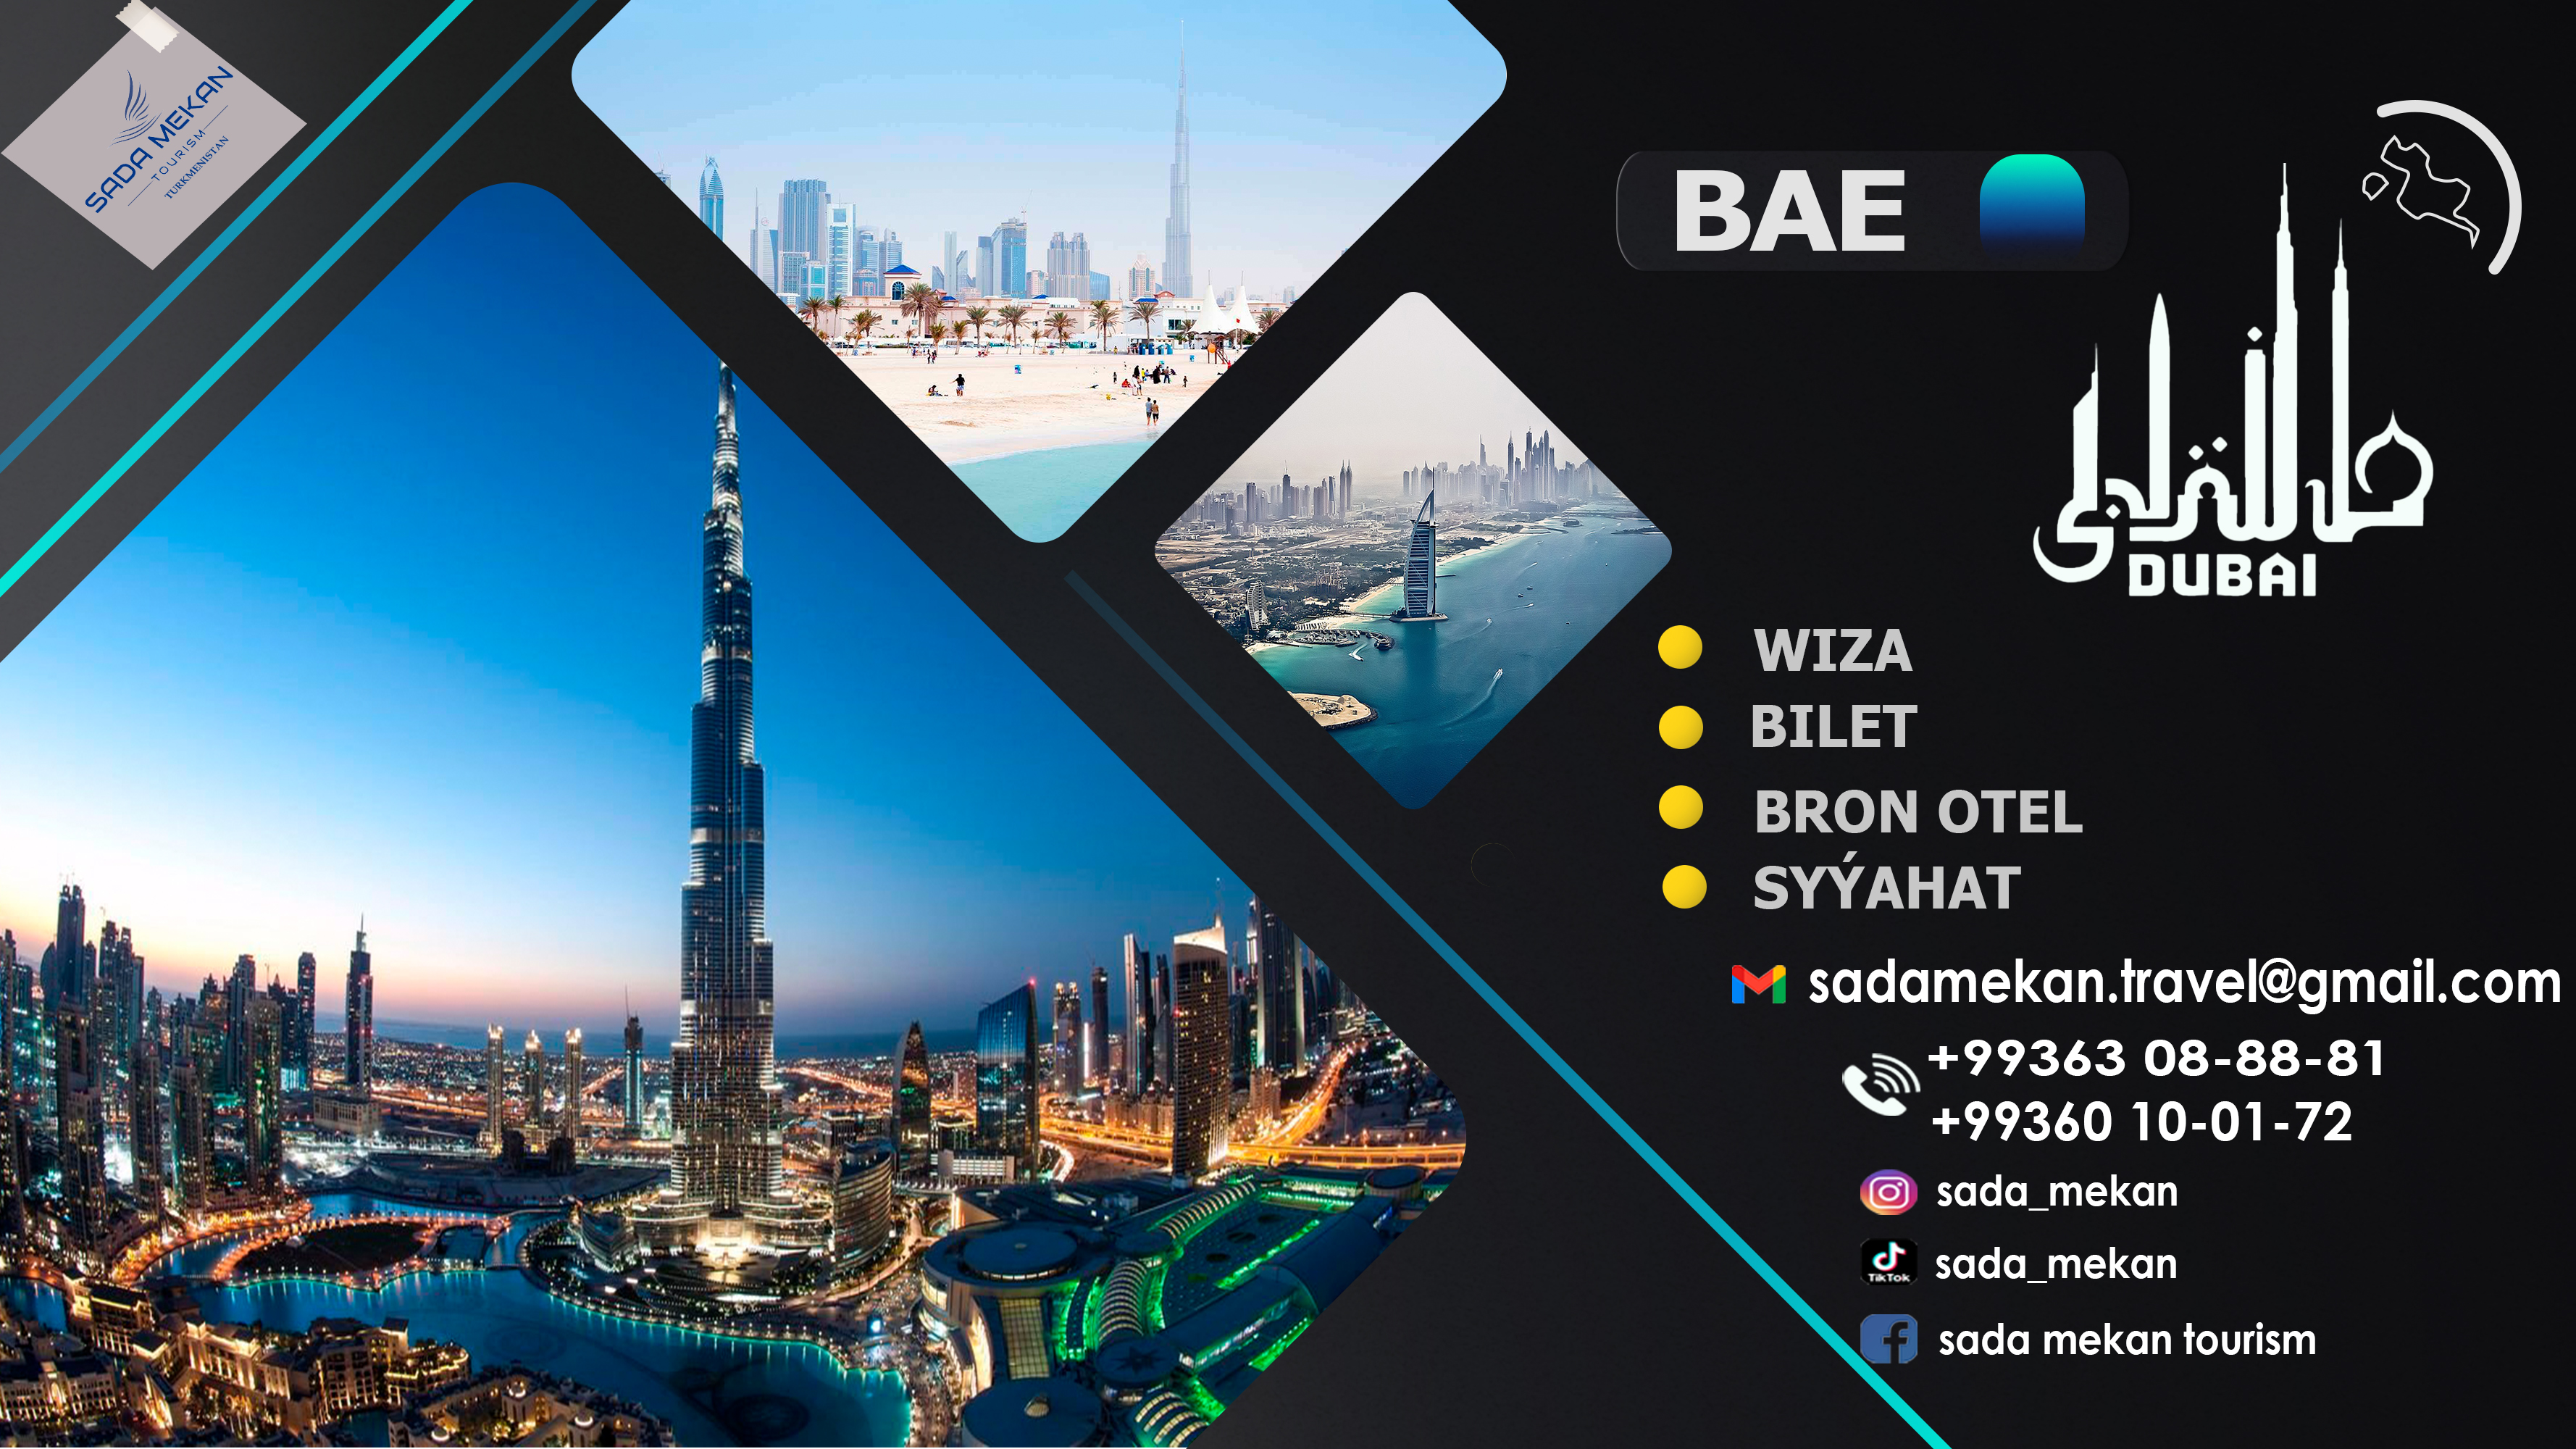 SADA MEKAN
TOURISM
TURKMENISTAN
BAE
DUBAI
WIZA
BILET
BRON OTEL
SYÝAHAT
sadamekan.travel@gmail.com
+99363 08-88-81
+99360 10-01-72
sada_mekan
TikTok
sada_mekan
sada mekan tourism